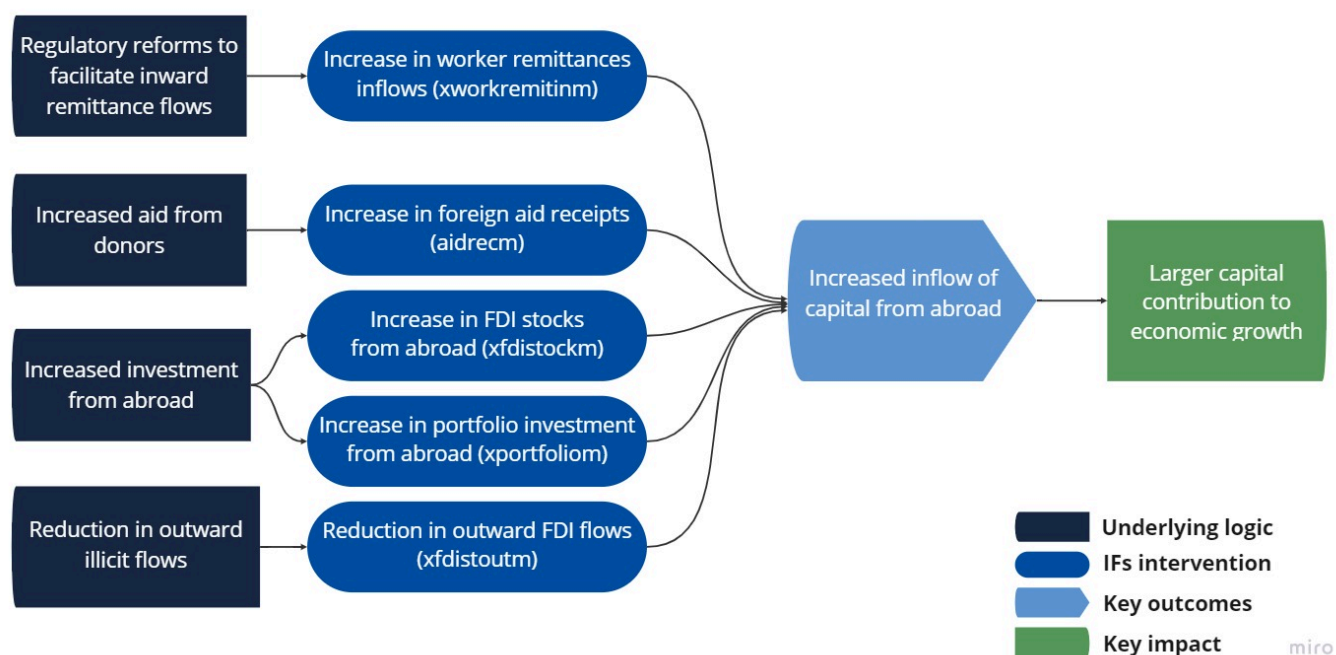 Regulatory reforms to
facilitate inward
remittance flows
Increase in worker remittances
inflows (xworkremitinm)
Increased aid from
donors
Increase in foreign aid receipts
(aidrecm)
Increased investment
from abroad
Increase in FDI stocks
from abroad (xfdistockm)
Increase in portfolio investment
from abroad (xportfoliom)
Reduction in outward
illicit flows
Reduction in outward FDI flows
(xfdistoutm)
Increased inflow of
capital from abroad
Larger capital
contribution to
economic growth
Underlying logic
IFs intervention
Key outcomes
Key impact
miro